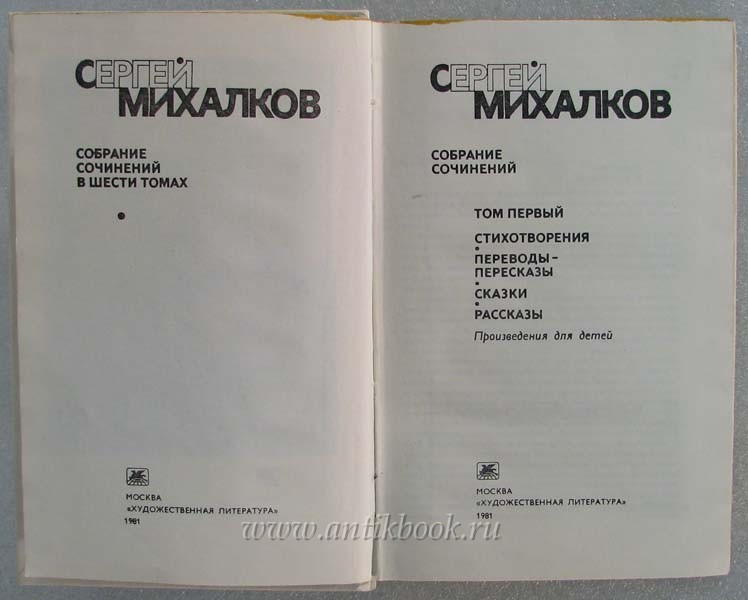 СЕРГЕЙ
МИХАЛКОВ
СОБРАНИЕ
СОЧИНЕНИЙ
В ШЕСТИ ТОМАХ
МОСКВА
«ХУДОЖЕСТВЕННАЯ ЛИТЕРАТУРА»
1981
СЕРГЕЙ
МИХАЛКОВ
СОБРАНИЕ
СОЧИНЕНИЙ
ТОМ ПЕРВЫЙ
СТИХОТВОРЕНИЯ
ПЕРЕВОДЫ–
ПЕРЕСКАЗЫ
СКАЗКИ
РАССКАЗЫ
Произведения для детей
МОСКВА
«ХУДОЖЕСТВЕННАЯ ЛИТЕРАТУРА»
1981
www.antikbook.ru